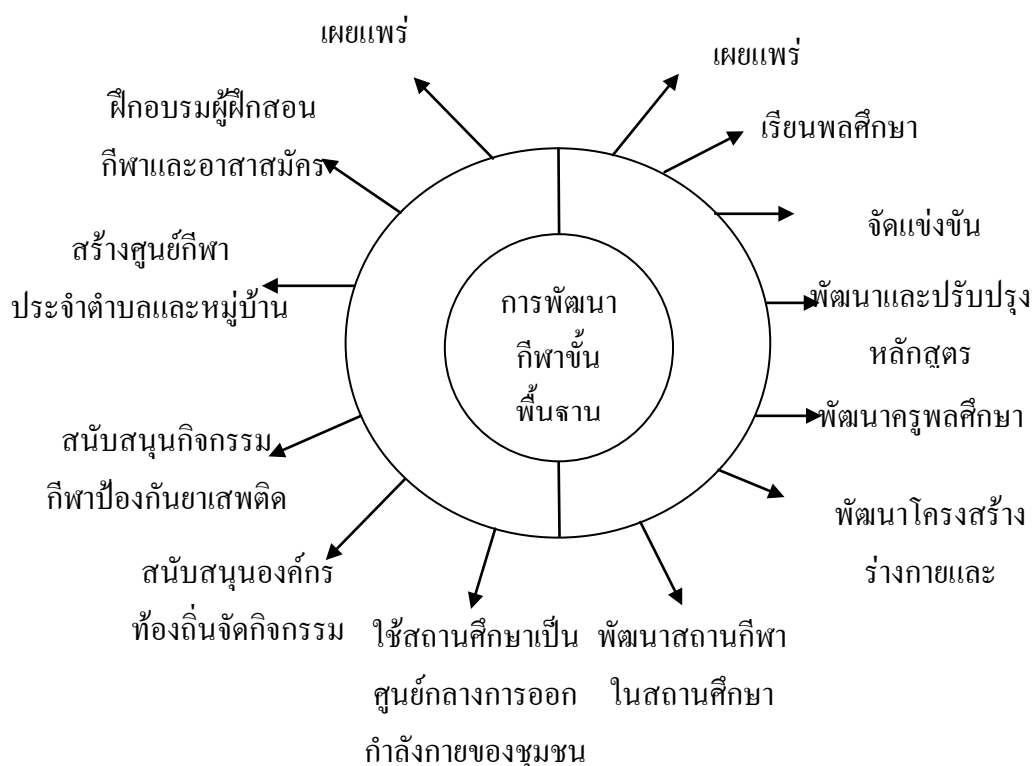 เผยแพร่
เผยแพร่
ฝึกอบรมผู้ฝึกสอน
กีฬาและอาสาสมัคร
เรียนพลศึกษา
สร้างศูนย์กีฬา
ประจำตำบลและหมู่บ้าน
จัดแข่งขัน
การพัฒนา
กีฬาขั้น
พื้นฐาน
พัฒนาและปรับปรุง
หลักสูตร
พัฒนาครูพลศึกษา
สนับสนุนกิจกรรม
กีฬาป้องกันยาเสพติด
พัฒนาโครงสร้าง
ร่างกายและ
สนับสนุนองค์กร
ท้องถิ่นจัดกิจกรรม
ใช้สถานศึกษาเป็น
ศูนย์กลางการออก
กำลังกายของชุมชน
พัฒนาสถานกีฬา
ในสถานศึกษา